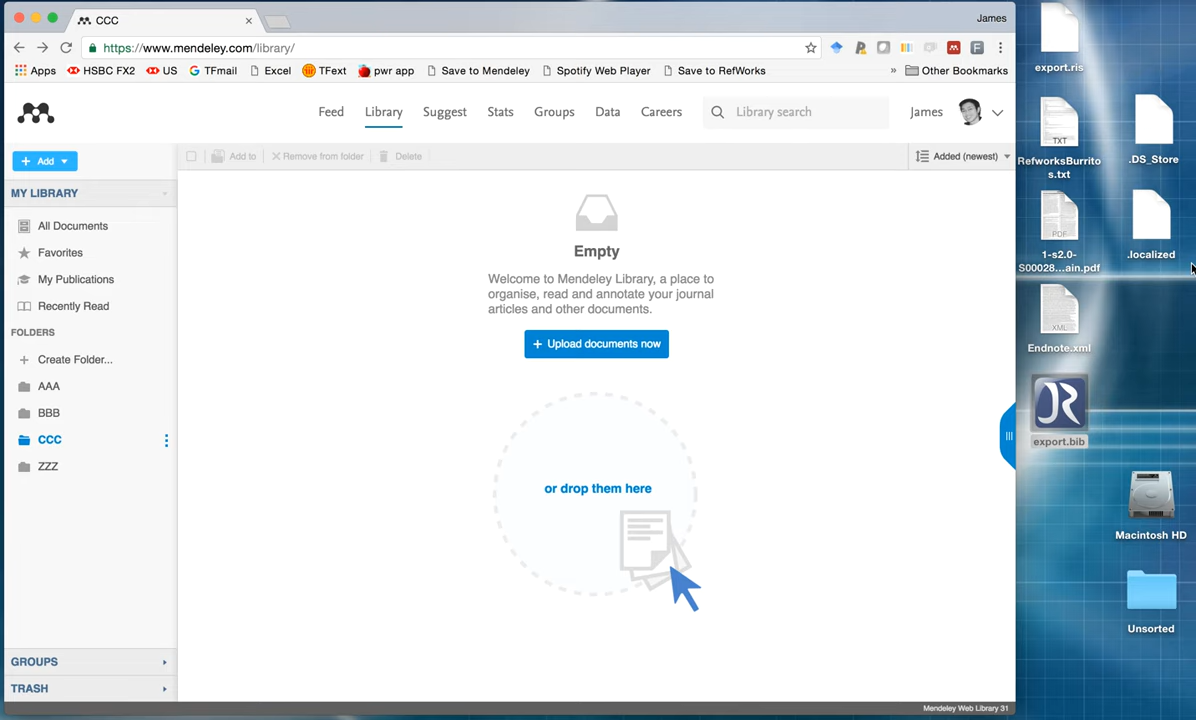 CCC
James
https://www.mendeley.com/library/
Apps
HSBC FX2
US
TFmail
Excel
TFext
pwr app
Save to Mendeley
Spotify Web Player
Save to RefWorks
»
Other Bookmarks
Feed
Library
Suggest
Stats
Groups
Data
Careers
Library search
James
+ Add
Add to
Remove from folder
Delete
Added (newest)
MY LIBRARY
All Documents
Favorites
My Publications
Recently Read
FOLDERS
+ Create Folder...
AAA
BBB
CCC
ZZZ
GROUPS
TRASH
Empty
Welcome to Mendeley Library, a place to
organise, read and annotate your journal
articles and other documents.
+ Upload documents now
or drop them here
Mendeley Web Library 31
export.ris
TXT
RefworksBurrito
s.txt
.DS_Store
PDF
1-s2.0-
S00028...ain.pdf
.localized
XML
Endnote.xml
JR
export.bib
Macintosh HD
Unsorted